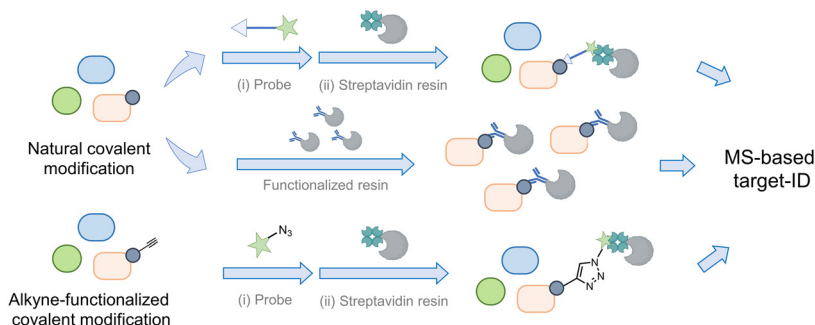 (i) Probe
(ii) Streptavidin resin
Natural covalent
modification
Functionalized resin
MS-based
target-ID
N3
Alkyne-functionalized
covalent modification
(i) Probe
(ii) Streptavidin resin
N
N
N